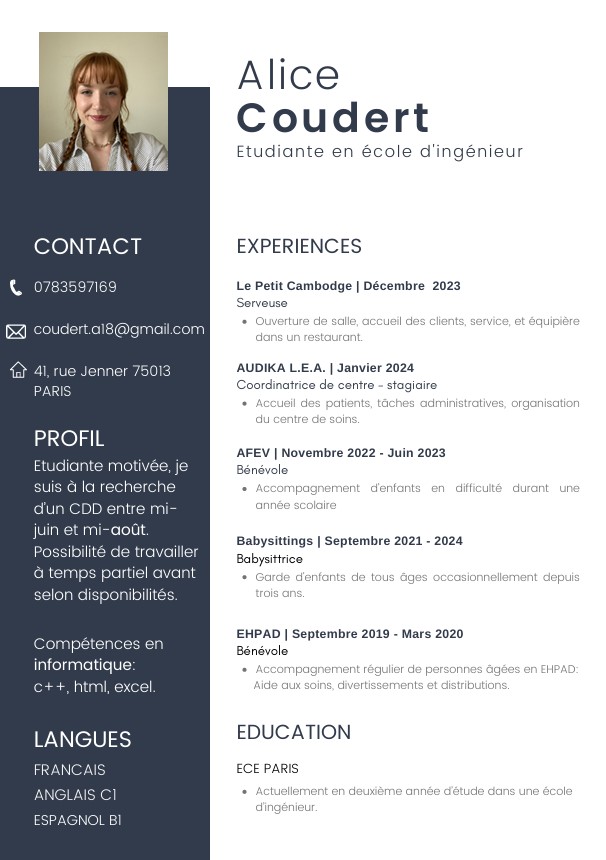 Alice
Coudert
Etudiante en école d'ingénieur
CONTACT
0783597169
coudert.a18@gmail.com
41, rue Jenner 75013
PARIS
PROFIL
Etudiante motivée, je
suis à la recherche
d'un CDD entre mi-
juin et mi-août.
Possibilité de travailler
à temps partiel avant
selon disponibilités.
Compétences en
informatique:
c++, html, excel.
LANGUES
FRANCAIS
ANGLAIS C1
ESPAGNOL B1
EXPERIENCES
Le Petit Cambodge | Décembre  2023
Serveuse
• Ouverture de salle, accueil des clients, service, et équipière
dans un restaurant.
AUDIKA L.E.A. | Janvier 2024
Coordinatrice de centre - stagiaire
• Accueil des patients, tâches administratives, organisation
du centre de soins.
AFEV | Novembre 2022 - Juin 2023
Bénévole
• Accompagnement d'enfants en difficulté durant une
année scolaire
Babysittings | Septembre 2021 - 2024
Babysittrice
• Garde d'enfants de tous âges occasionnellement depuis
trois ans.
EHPAD | Septembre 2019 - Mars 2020
Bénévole
• Accompagnement régulier de personnes âgées en EHPAD:
Aide aux soins, divertissements et distributions.
EDUCATION
ECE PARIS
• Actuellement en deuxième année d'étude dans une école
d'ingénieur.